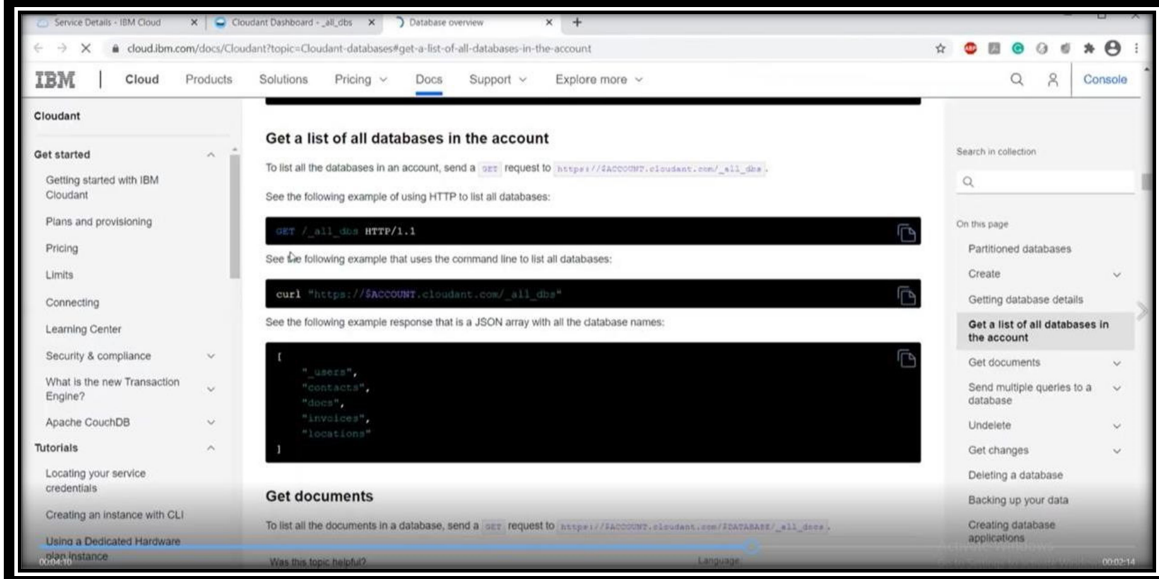 Service Details - IBM Cloud
Cloudant Dashboard - _all_dbs
Database overview
cloud.ibm.com/docs/Cloudant?topic=Cloudant-databases#get-a-list-of-all-databases-in-the-account
IBM
Cloud
Products
Solutions
Pricing
Docs
Support
Explore more
Console
Cloudant
Get started
Getting started with IBM
Cloudant
Plans and provisioning
Pricing
Limits
Connecting
Learning Center
Security & compliance
What is the new Transaction
Engine?
Apache CouchDB
Tutorials
Locating your service
credentials
Creating an instance with CLI
Using a Dedicated Hardware
plan instance
Get a list of all databases in the account
To list all the databases in an account, send a GET request to https://$ACCOUNT.cloudant.com/_all_dbs.
See the following example of using HTTP to list all databases:
GET /_all_dbs HTTP/1.1
See the following example that uses the command line to list all databases:
curl "https://$ACCOUNT.cloudant.com/_all_dbs"
See the following example response that is a JSON array with all the database names:
[
"_users",
"contacts",
"docs",
"invoices",
"locations"
]
Get documents
To list all the documents in a database, send a GET request to https://$ACCOUNT.cloudant.com/$DATABASE/_all_docs.
Was this topic helpful?
Language:
Search in collection
On this page
Partitioned databases
Create
Getting database details
Get a list of all databases in
the account
Get documents
Send multiple queries to a
database
Undelete
Get changes
Deleting a database
Backing up your data
Creating database
applications
00:04:10
00:02:14